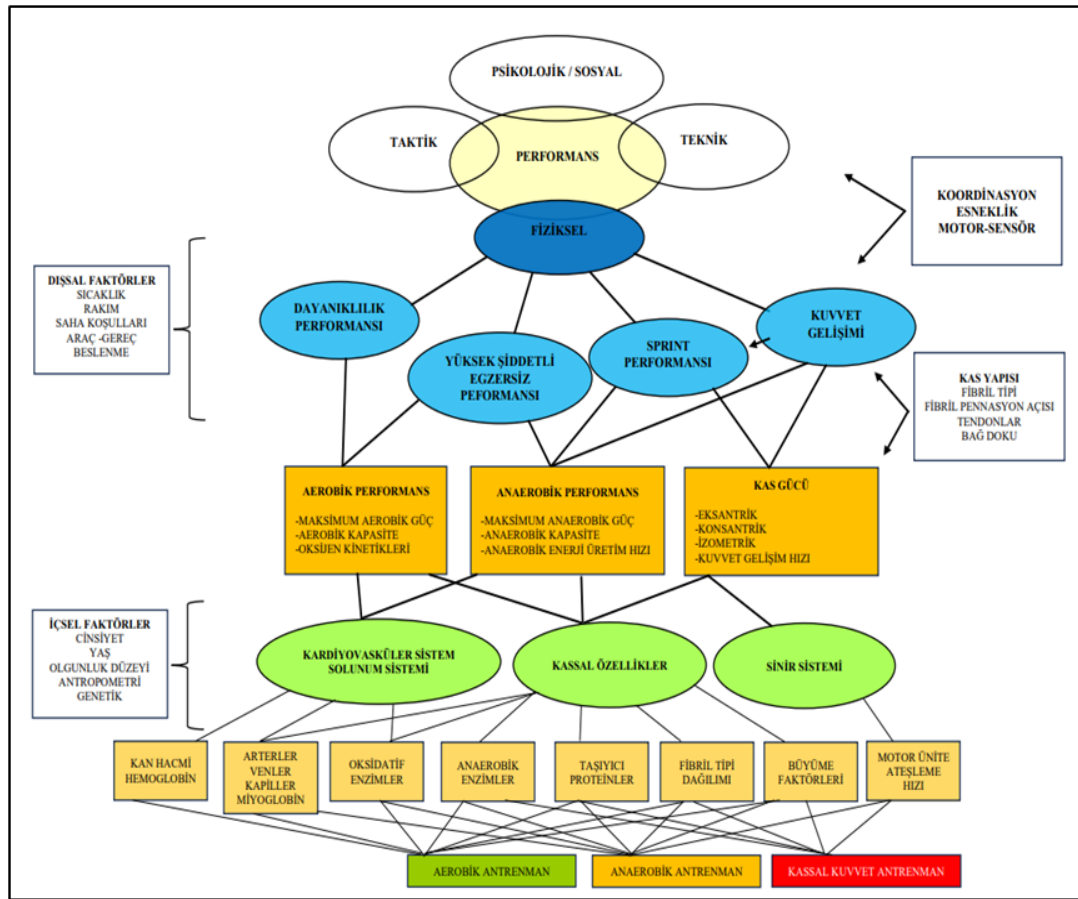 PSİKOLOJİK / SOSYAL
TAKTİK
TEKNİK
PERFORMANS
FİZİKSEL
KOORDİNASYON
ESNEKLİK
MOTOR-SENSÖR
DIŞSAL FAKTÖRLER
SICAKLIK
RAKIM
SAHA KOŞULLARI
ARAÇ -GEREÇ
BESLENME
DAYANIKLILIK
PERFORMANSI
YÜKSEK ŞİDDETLİ
EGZERSİZ
PEFORMANSI
SPRINT
PERFORMANSI
KUVVET
GELİŞİMİ
KAS YAPISI
FİBRİL TİPİ
FİBRİL PENNASYON AÇISI
TENDONLAR
BAĞ DOKU
AEROBİK PERFORMANS
-MAKSİMUM AEROBİK GÜÇ
-AEROBİK KAPASİTE
-OKSİJEN KİNETİKLERİ
ANAEROBİK PERFORMANS
-MAKSİMUM ANAEROBİK GÜÇ
-ANAEROBİK KAPASİTE
-ANAEROBİK ENERJİ ÜRETİM HIZI
KAS GÜCÜ
-EKSANTRİK
-KONSANTRİK
-İZOMETRİK
-KUVVET GELİŞİM HIZI
İÇSEL FAKTÖRLER
CİNSİYET
YAŞ
OLGUNLUK DÜZEYİ
ANTROPOMETRİ
GENETİK
KARDİYOVASKÜLER SİSTEM
SOLUNUM SİSTEMİ
KASSAL ÖZELLİKLER
SİNİR SİSTEMİ
KAN HACMİ
HEMOGLOBİN
ARTERLER
VENLER
KAPİLLER
MİYOGLOBİN
OKSİDATİF
ENZİMLER
ANAEROBİK
ENZİMLER
TAŞIYICI
PROTEİNLER
FİBRİL TİPİ
DAĞILIMI
BÜYÜME
FAKTÖRLERİ
MOTOR ÜNİTE
ATEŞLEME
HIZI
AEROBİK ANTRENMAN
ANAEROBİK ANTRENMAN
KASSAL KUVVET ANTRENMAN